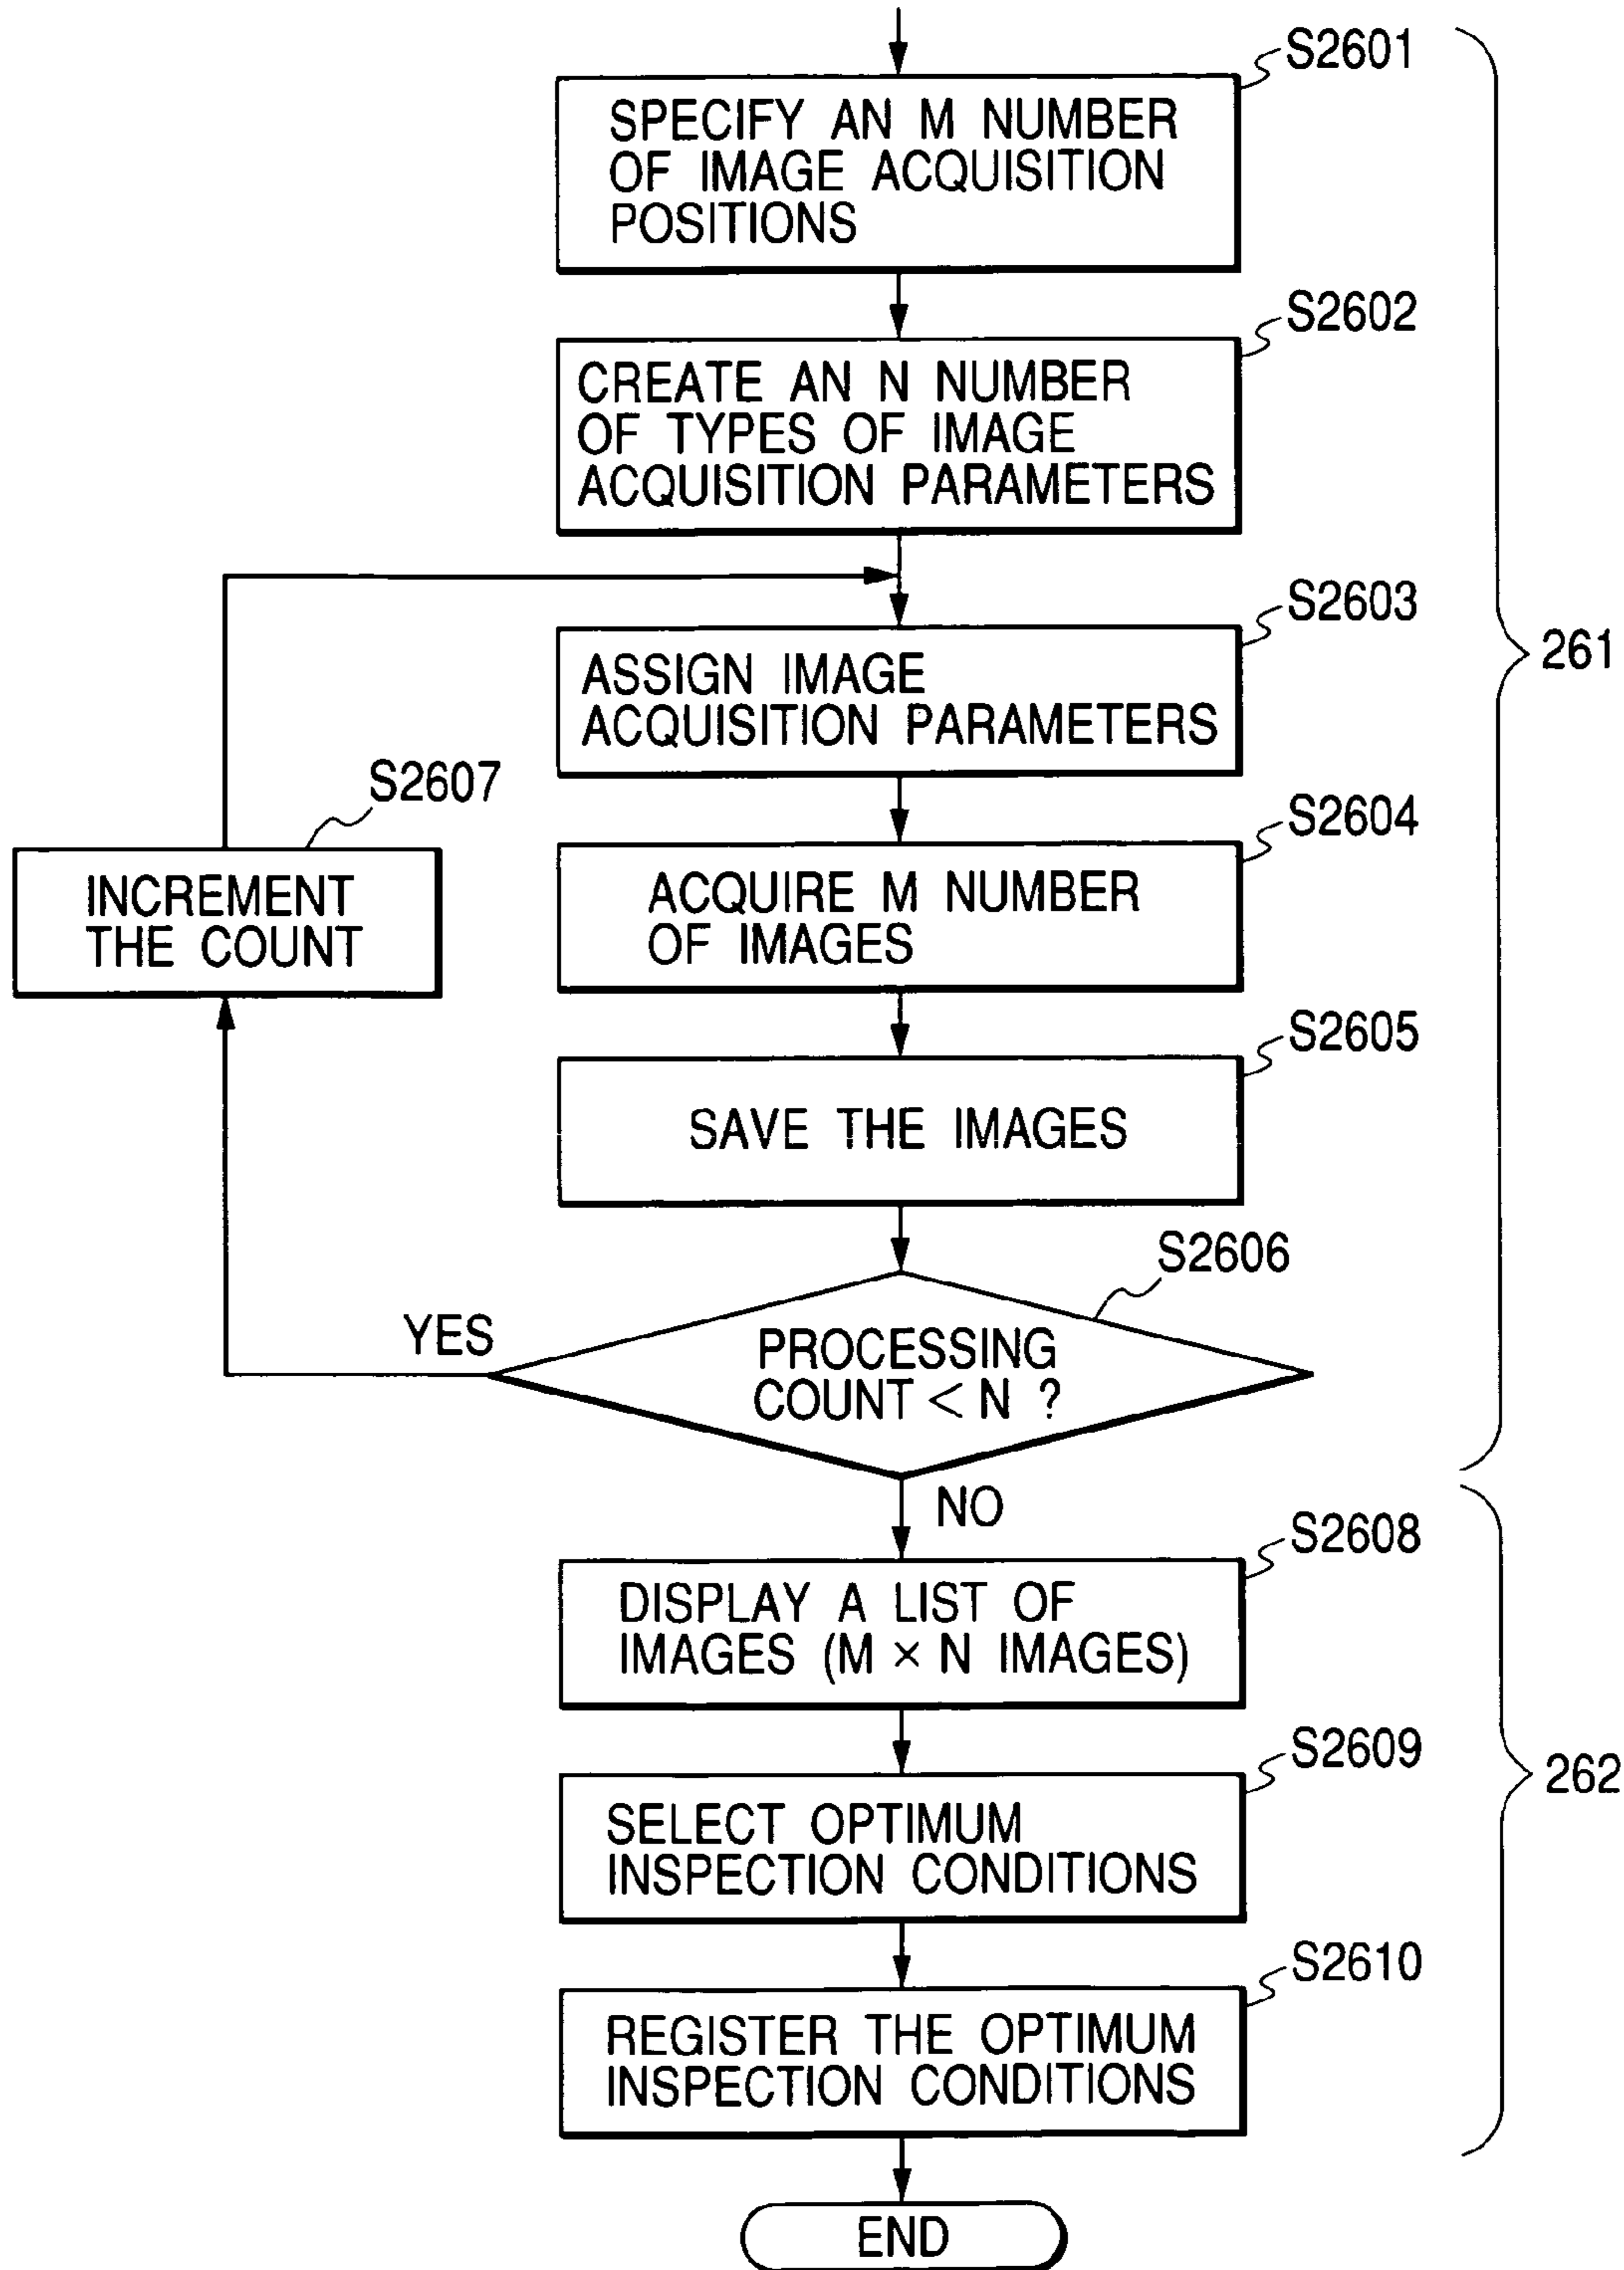 S2601
SPECIFY AN M NUMBER
OF IMAGE ACQUISITION
POSITIONS
S2602
CREATE AN N NUMBER
OF TYPES OF IMAGE
ACQUISITION PARAMETERS
S2603
ASSIGN IMAGE
ACQUISITION PARAMETERS
261
S2607
INCREMENT
THE COUNT
S2604
ACQUIRE M NUMBER
OF IMAGES
S2605
SAVE THE IMAGES
S2606
YES
PROCESSING
COUNT < N ?
NO
S2608
DISPLAY A LIST OF
IMAGES (M × N IMAGES)
S2609
SELECT OPTIMUM
INSPECTION CONDITIONS
262
S2610
REGISTER THE OPTIMUM
INSPECTION CONDITIONS
END